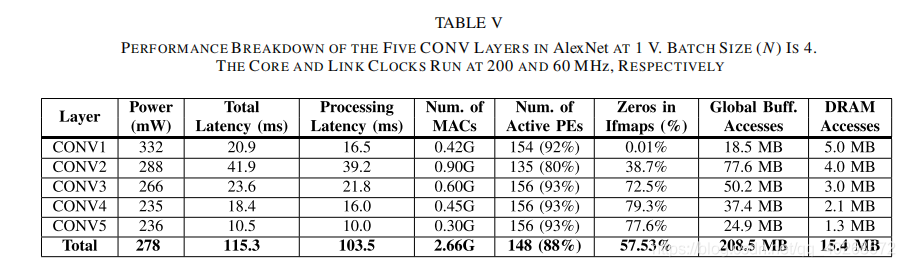 TABLE V
PERFORMANCE BREAKDOWN OF THE FIVE CONV LAYERS IN AlexNet AT 1 V. BATCH SIZE (N) IS 4.
THE CORE AND LINK CLOCKS RUN AT 200 AND 60 MHz, RESPECTIVELY
Layer Power (mW) Total Latency (ms) Processing Latency (ms) Num. of MACs Num. of Active PEs Zeros in Ifmaps (%) Global Buff. Accesses DRAM Accesses
CONV1 332 20.9 16.5 0.42G 154 (92%) 0.01% 18.5 MB 5.0 MB
CONV2 288 41.9 39.2 0.90G 135 (80%) 38.7% 77.6 MB 4.0 MB
CONV3 266 23.6 21.8 0.60G 156 (93%) 72.5% 50.2 MB 3.0 MB
CONV4 235 18.4 16.0 0.45G 156 (93%) 79.3% 37.4 MB 2.1 MB
CONV5 236 10.5 10.0 0.30G 156 (93%) 77.6% 24.9 MB 1.3 MB
Total 278 115.3 103.5 2.66G 148 (88%) 57.53% 208.5 MB 15.4 MB